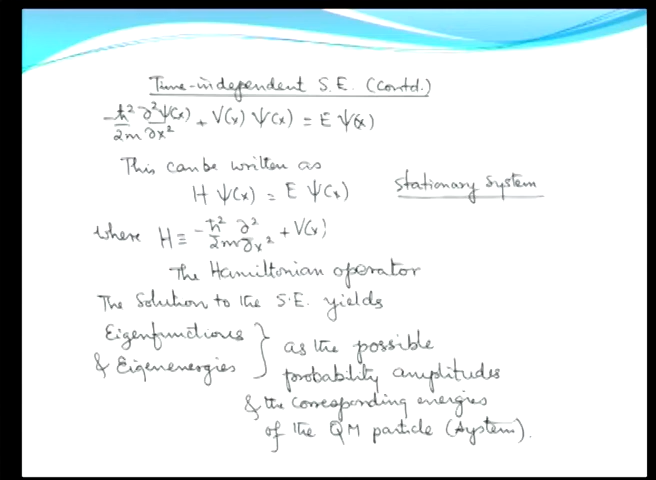 Time-independent S.E. (Contd.)
-ħ²/2m ∂²Ψ(x)/∂x² + V(x) Ψ(x) = E Ψ(x)
This can be written as
H Ψ(x) = E Ψ(x) Stationary System
where H ≡ -ħ²/2m ∂²/∂x² + V(x)
The Hamiltonian operator
The Solution to the S.E. yields
Eigenfunctions
& Eigenenergies } as the possible
probability amplitudes
& the corresponding energies
of the QM particle (System).